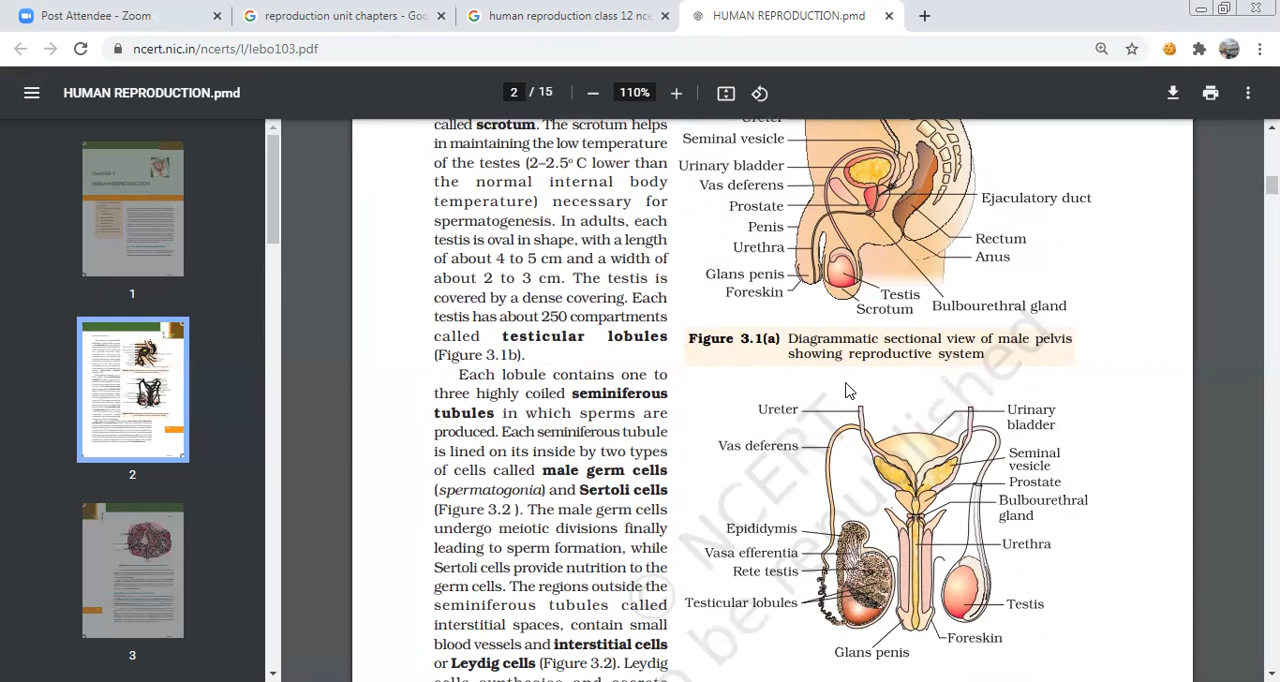 Post Attendee - Zoom
reproduction unit chapters - Goo
human reproduction class 12 nce
HUMAN REPRODUCTION.pmd
ncert.nic.in/ncerts/l/lebo103.pdf
HUMAN REPRODUCTION.pmd
2 / 15
110%
1
2
3
called scrotum. The scrotum helps
in maintaining the low temperature
of the testes (2–2.5° C lower than
the normal internal body
temperature) necessary for
spermatogenesis. In adults, each
testis is oval in shape, with a length
of about 4 to 5 cm and a width of
about 2 to 3 cm. The testis is
covered by a dense covering. Each
testis has about 250 compartments
called testicular lobules
(Figure 3.1b).
Each lobule contains one to
three highly coiled seminiferous
tubules in which sperms are
produced. Each seminiferous tubule
is lined on its inside by two types
of cells called male germ cells
(spermatogonia) and Sertoli cells
(Figure 3.2 ). The male germ cells
undergo meiotic divisions finally
leading to sperm formation, while
Sertoli cells provide nutrition to the
germ cells. The regions outside the
seminiferous tubules called
interstitial spaces, contain small
blood vessels and interstitial cells
or Leydig cells (Figure 3.2). Leydig
cells synthesise and secrete
Ureter
Seminal vesicle
Urinary bladder
Vas deferens
Prostate
Penis
Urethra
Glans penis
Foreskin
Ejaculatory duct
Rectum
Anus
Testis
Scrotum
Bulbourethral gland
Figure 3.1(a) Diagrammatic sectional view of male pelvis
showing reproductive system
Ureter
Vas deferens
Epididymis
Vasa efferentia
Rete testis
Testicular lobules
Glans penis
Urinary
bladder
Seminal
vesicle
Prostate
Bulbourethral
gland
Urethra
Testis
Foreskin
© NCERT
be republished